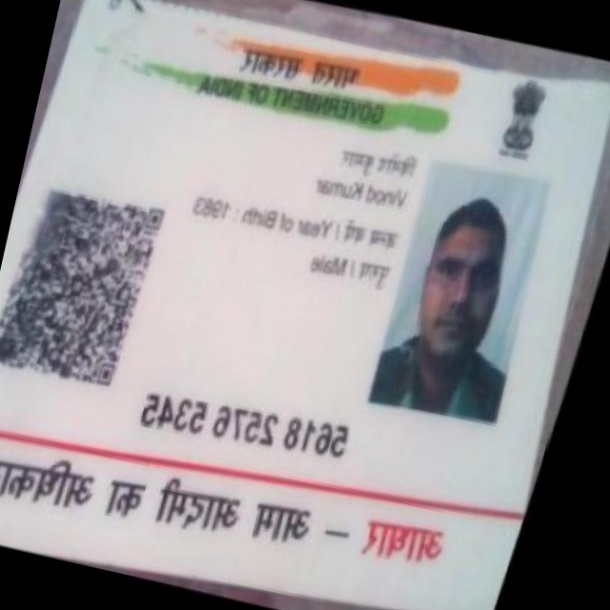 भारत सरकार
GOVERNMENT OF INDIA
विनोद कुमार
Vinod Kumar
जन्म वर्ष / Year of Birth : 1983
पुरुष / Male
5618 2576 5345
आधार – आम आदमी का अधिकार